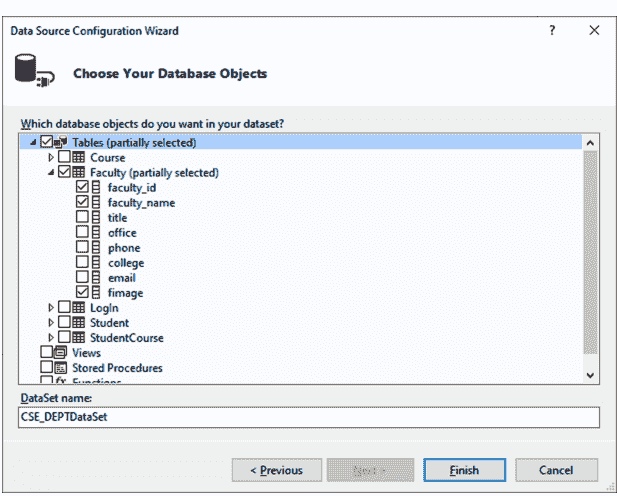 Data Source Configuration Wizard
?
Choose Your Database Objects
Which database objects do you want in your dataset?
Tables (partially selected)
Course
Faculty (partially selected)
faculty_id
faculty_name
title
office
phone
college
email
fimage
LogIn
Student
StudentCourse
Views
Stored Procedures
fx Functions
DataSet name:
CSE_DEPTDataSet
< Previous Next > Finish Cancel